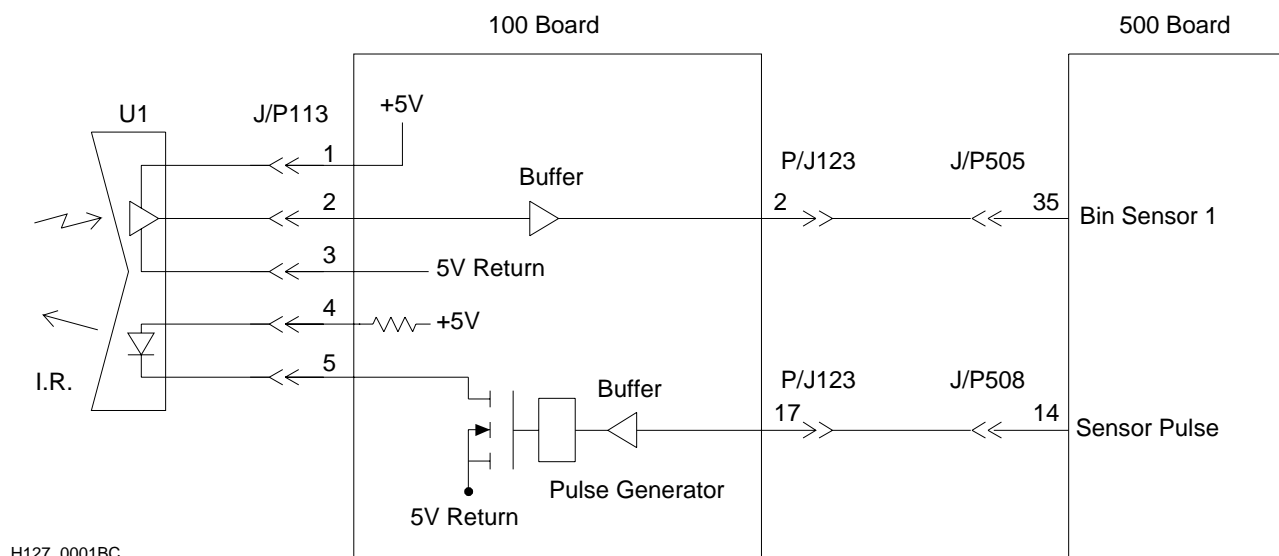 100 Board
500 Board
U1
J/P113
+5V
1
P/J123
J/P505
Buffer
2
2
35
Bin Sensor 1
3
5V Return
4
+5V
5
I.R.
Buffer
P/J123
J/P508
17
14
Sensor Pulse
Pulse Generator
5V Return
H127_0001BC